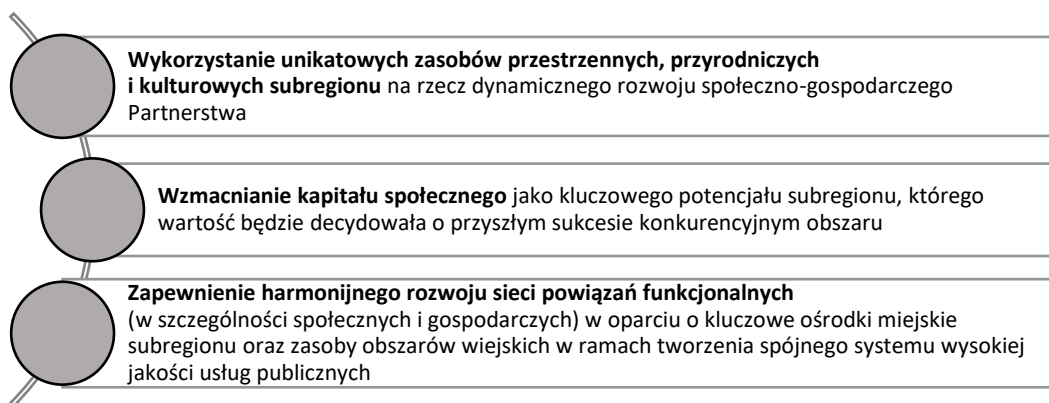 Wykorzystanie unikatowych zasobów przestrzennych, przyrodniczych
i kulturowych subregionu na rzecz dynamicznego rozwoju społeczno-gospodarczego
Partnerstwa
Wzmacnianie kapitału społecznego jako kluczowego potencjału subregionu, którego
wartość będzie decydowała o przyszłym sukcesie konkurencyjnym obszaru
Zapewnienie harmonijnego rozwoju sieci powiązań funkcjonalnych
(w szczególności społecznych i gospodarczych) w oparciu o kluczowe ośrodki miejskie
subregionu oraz zasoby obszarów wiejskich w ramach tworzenia spójnego systemu wysokiej
jakości usług publicznych